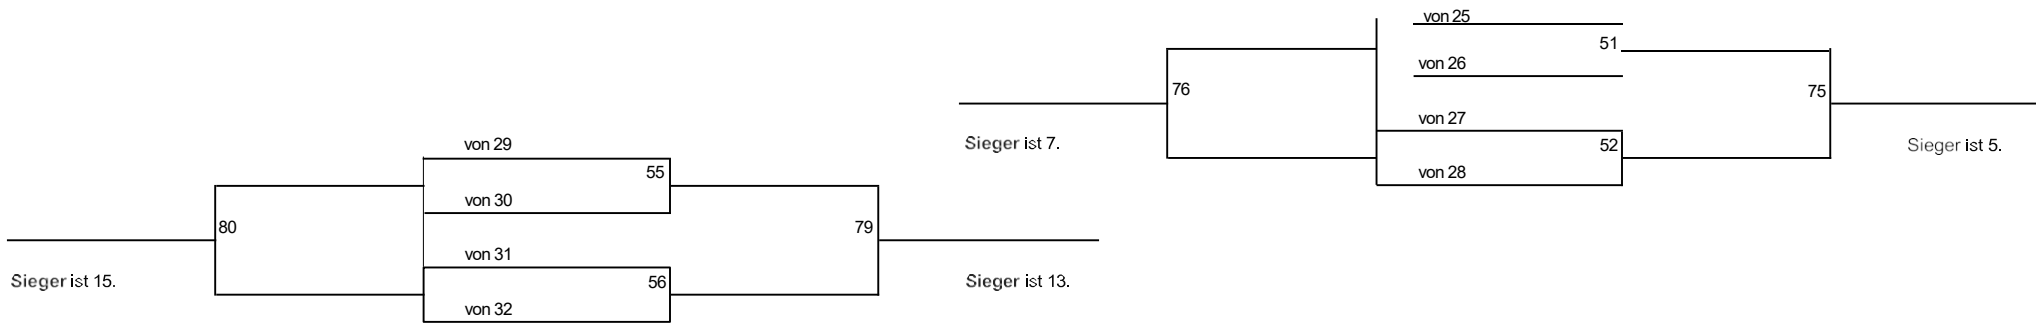 von 25
51
von 26
76
75
von 27
Sieger ist 7.
52
Sieger ist 5.
von 28
von 29
55
von 30
80
79
von 31
Sieger ist 15.
56
Sieger ist 13.
von 32